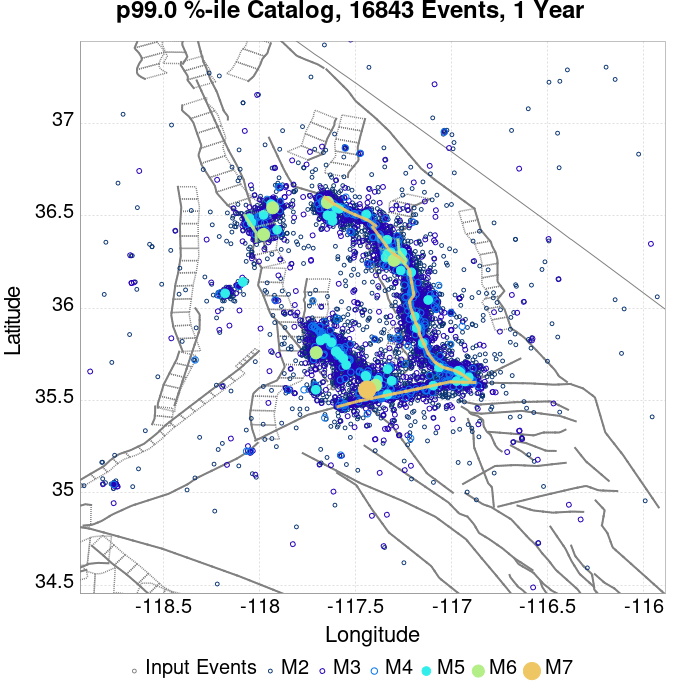 p99.0 %-ile Catalog, 16843 Events, 1 Year
37
36.5
36
35.5
35
34.5
Latitude
-118.5 -118 -117.5 -117 -116.5 -116
Longitude
Input Events M2 M3 M4 M5 M6 M7